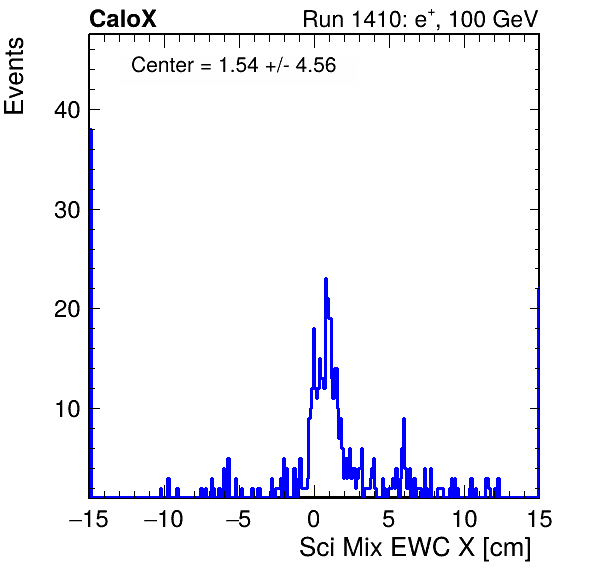 CaloX
Run 1410: e+, 100 GeV
Center = 1.54 +/- 4.56
Events
40
30
20
10
−15
−10
−5
0
5
10
15
Sci Mix EWC X [cm]